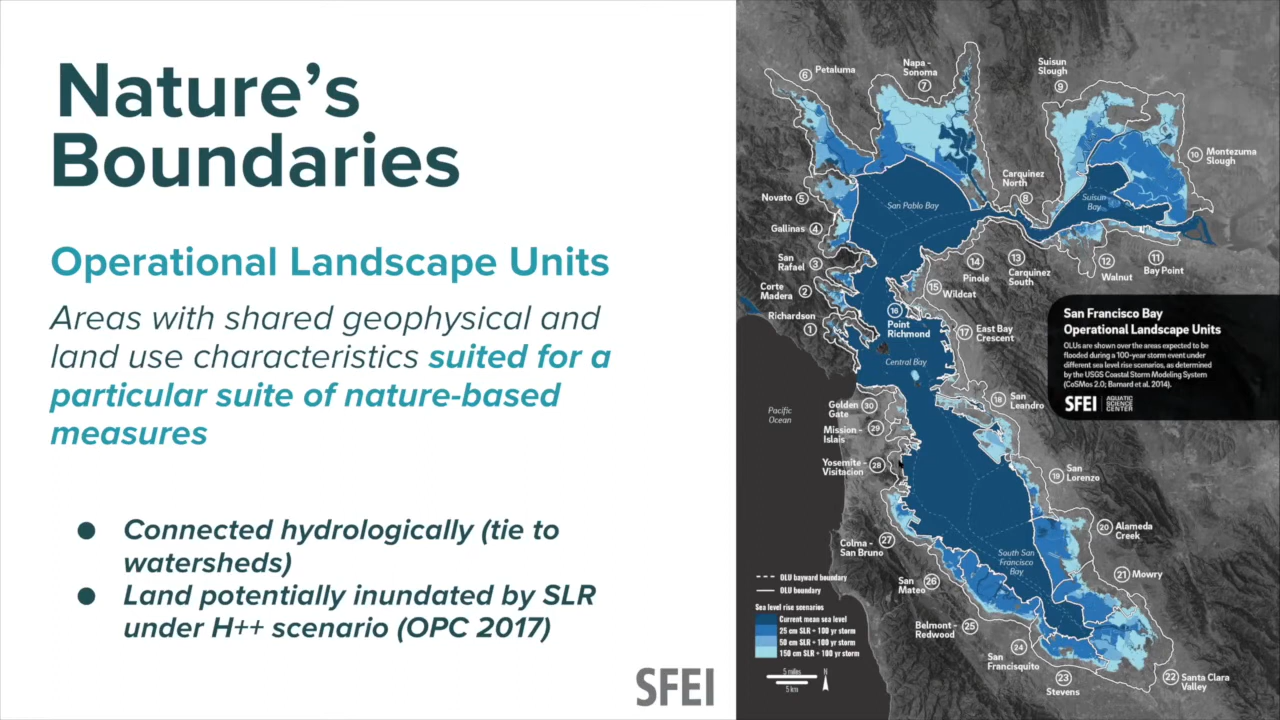 Nature's
Boundaries
Operational Landscape Units
Areas with shared geophysical and
land use characteristics suited for a
particular suite of nature-based
measures
● Connected hydrologically (tie to
watersheds)
● Land potentially inundated by SLR
under H++ scenario (OPC 2017)
SFEI
6 Petaluma
Napa -
Sonoma
7
Suisun
Slough
9
10 Montezuma
Slough
Carquinez
North
8
Novato 5
San Pablo Bay
Suisun
Bay
Gallinas 4
San
Rafael 3
14
Pinole
13
Carquinez
South
12
Walnut
11
Bay Point
Corte
Madera 2
15 Wildcat
Richardson
1
16
Point
Richmond
17 East Bay
Crescent
Central Bay
San Francisco Bay
Operational Landscape Units
OLUs are shown over the areas expected to be
flooded during a 100-year storm event under
different sea level rise scenarios, as determined
by the USGS Coastal Storm Modeling System
(CoSMos 2.0; Barnard et al. 2014).
SFEI
AQUATIC
SCIENCE
CENTER
Pacific
Ocean
Golden
Gate 30
18 San
Leandro
Mission -
Islais 29
Yosemite -
Visitacion 28
19 San
Lorenzo
20 Alameda
Creek
Colma -
San Bruno 27
South San
Francisco
Bay
21 Mowry
San
Mateo 26
Belmont -
Redwood 25
24
San
Francisquito
23
Stevens
22 Santa Clara
Valley
OLU bayward boundary
OLU boundary
Sea level rise scenarios
Current mean sea level
25 cm SLR + 100 yr storm
50 cm SLR + 100 yr storm
150 cm SLR + 100 yr storm
5 miles
5 km
N